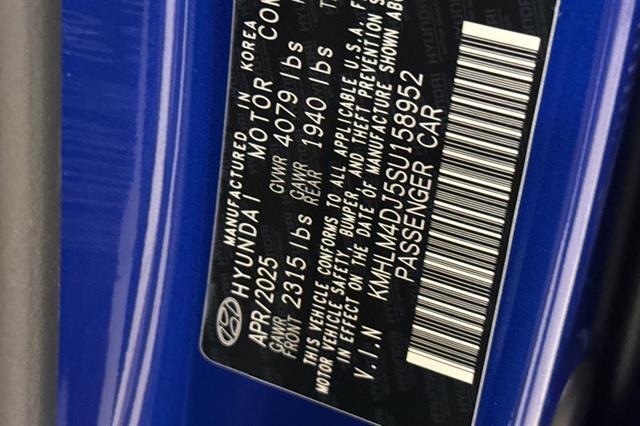 MANUFACTURED IN KOREA
HYUNDAI MOTOR
APR/2025 GVWR 4079 lbs
GAWR FRONT 2315 lbs GAWR REAR 1940 lbs
THIS VEHICLE CONFORMS TO ALL APPLICABLE U.S.A.
MOTOR VEHICLE SAFETY, BUMPER, AND THEFT PREVENTION
IN EFFECT ON THE DATE OF MANUFACTURE SHOWN
V.I.N KMHLM4DJ5SU158952
PASSENGER CAR